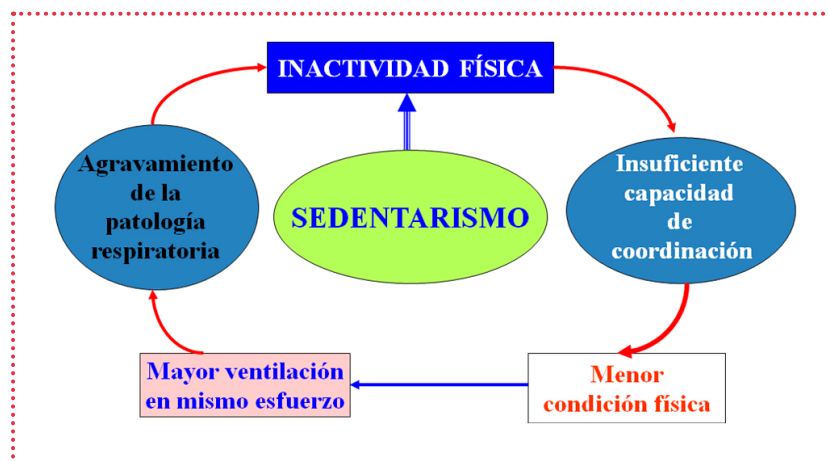 INACTIVIDAD FÍSICA
Agravamiento
de la
patología
respiratoria
SEDENTARISMO
Insuficiente
capacidad
de
coordinación
Mayor ventilación
en mismo esfuerzo
Menor
condición física